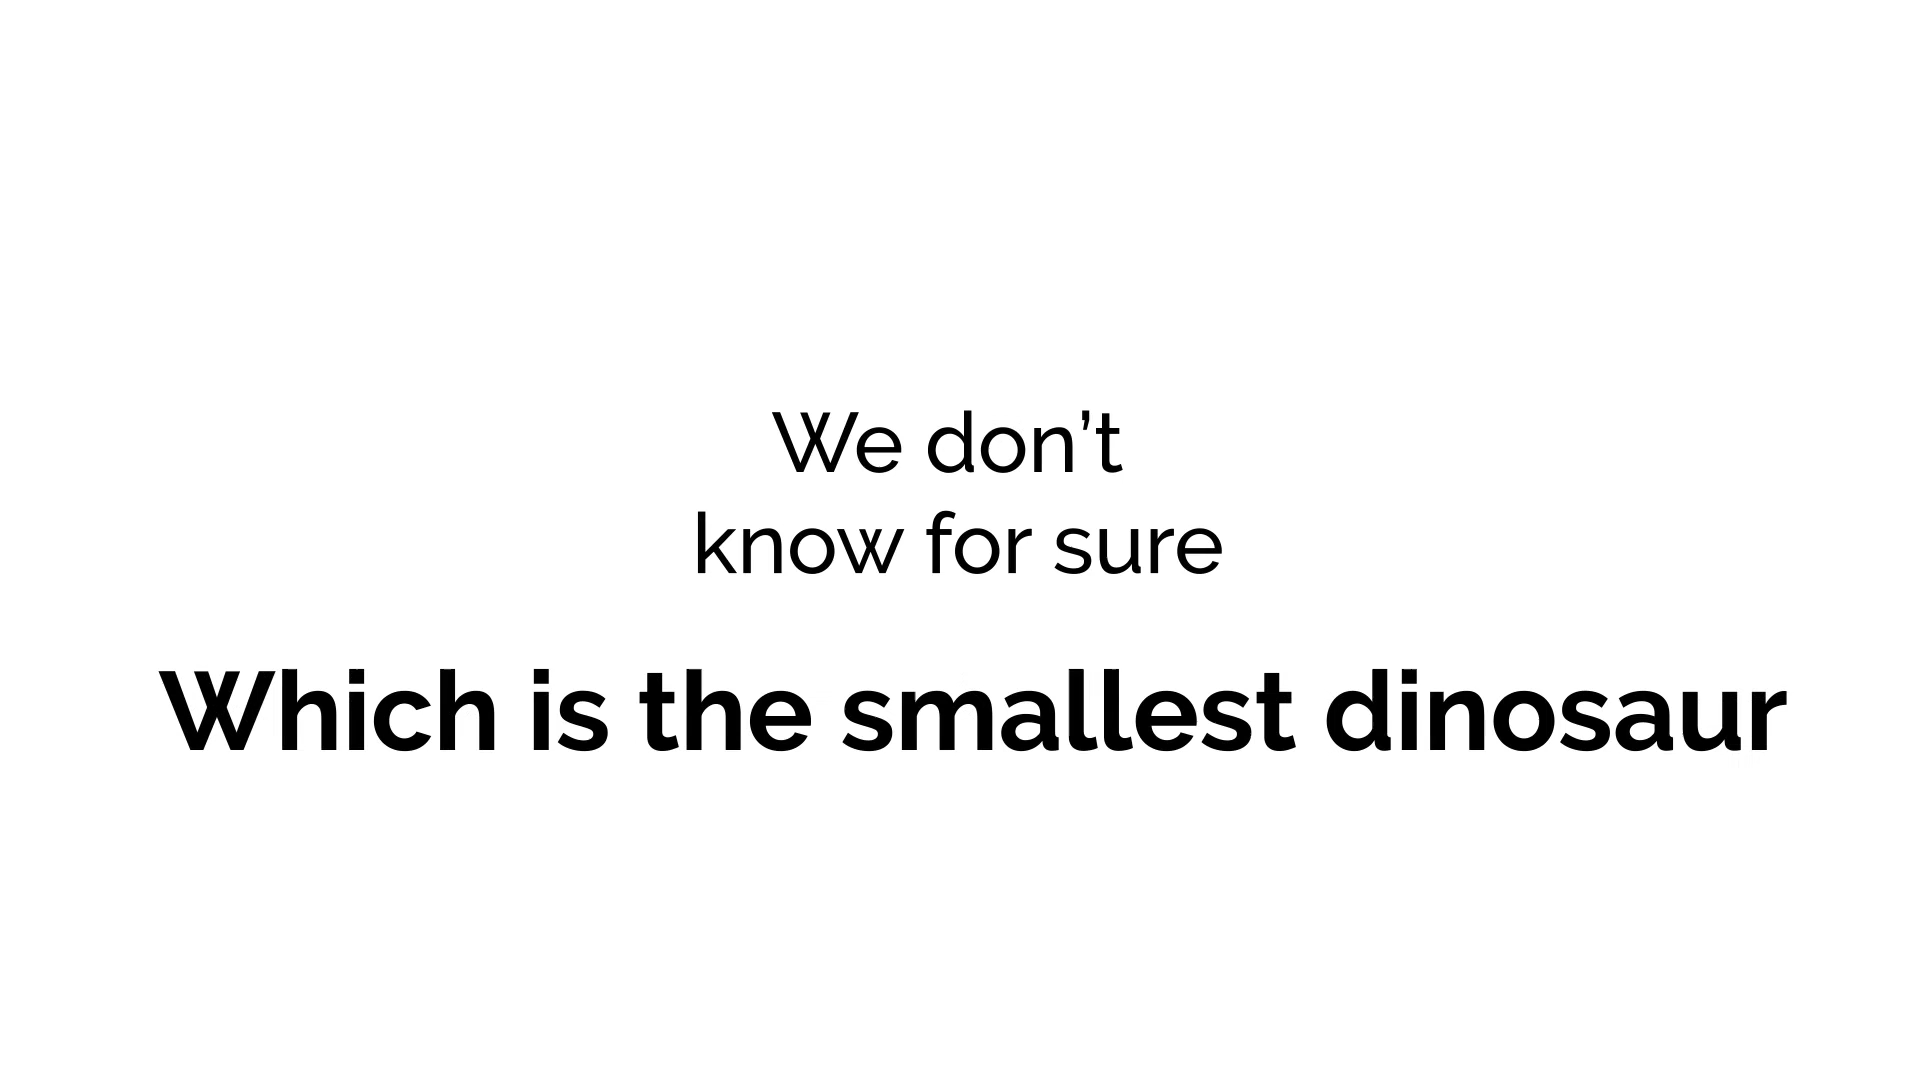 We don’t
know for sure
Which is the smallest dinosaur